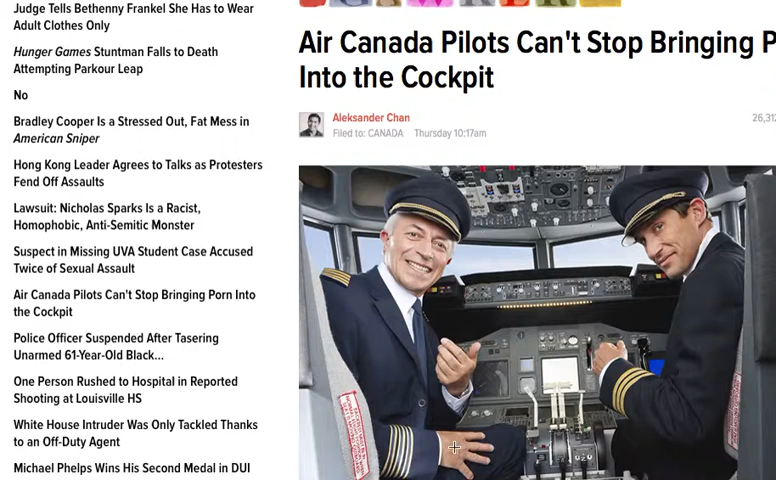 Judge Tells Bethenny Frankel She Has to Wear
Adult Clothes Only
Hunger Games Stuntman Falls to Death
Attempting Parkour Leap
No
Bradley Cooper Is a Stressed Out, Fat Mess in
American Sniper
Hong Kong Leader Agrees to Talks as Protesters
Fend Off Assaults
Lawsuit: Nicholas Sparks Is a Racist,
Homophobic, Anti-Semitic Monster
Suspect in Missing UVA Student Case Accused
Twice of Sexual Assault
Air Canada Pilots Can't Stop Bringing Porn Into
the Cockpit
Police Officer Suspended After Tasering
Unarmed 61-Year-Old Black...
One Person Rushed to Hospital in Reported
Shooting at Louisville HS
White House Intruder Was Only Tackled Thanks
to an Off-Duty Agent
Michael Phelps Wins His Second Medal in DUI
Air Canada Pilots Can't Stop Bringing P
Into the Cockpit
Aleksander Chan
26,312
Filed to: CANADA Thursday 10:17am